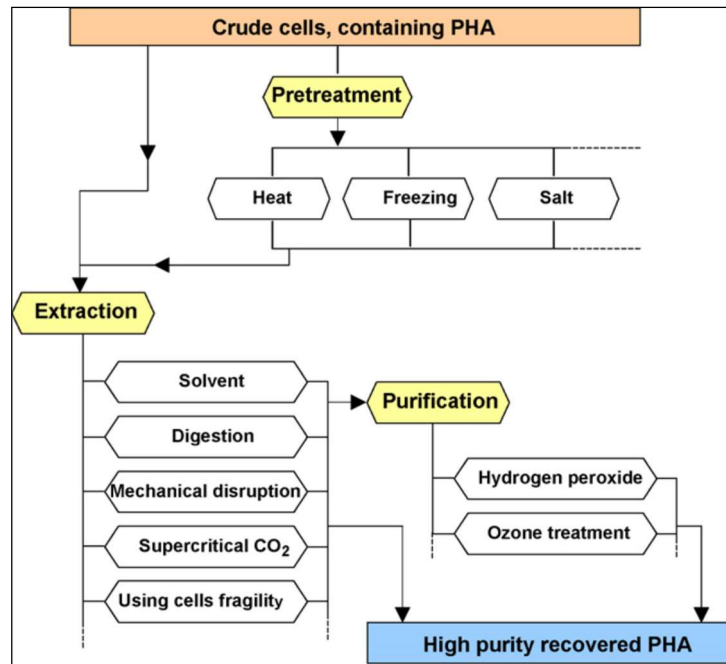 Crude cells, containing PHA
Pretreatment
Heat
Freezing
Salt
Extraction
Solvent
Digestion
Mechanical disruption
Supercritical CO₂
Using cells fragility
Purification
Hydrogen peroxide
Ozone treatment
High purity recovered PHA